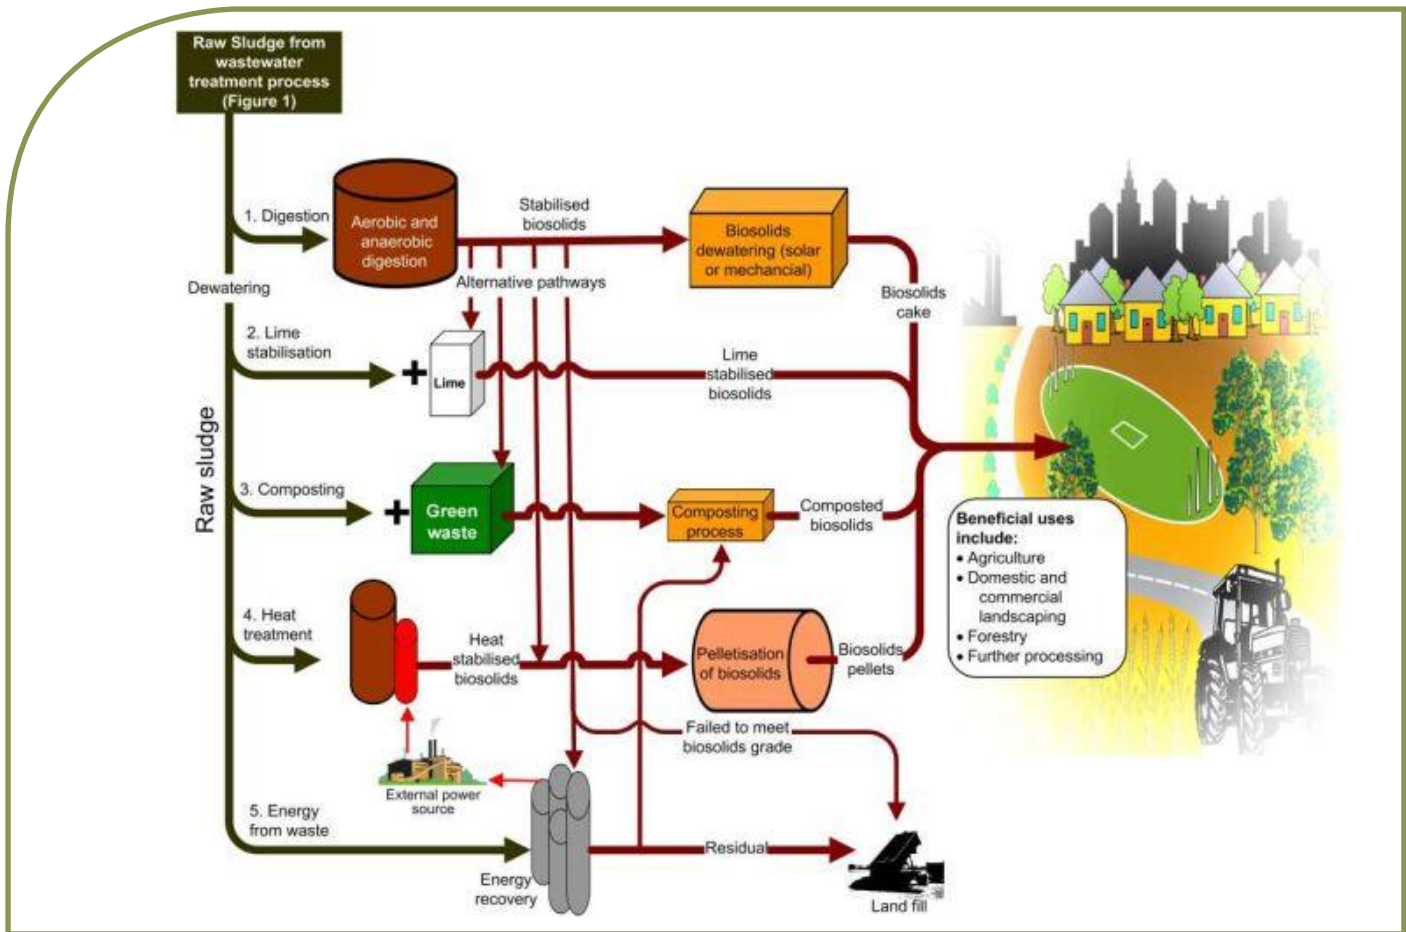 Raw Sludge from
wastewater
treatment process
(Figure 1)
1. Digestion
Aerobic and
anaerobic
digestion
Stabilised
biosolids
Biosolids
dewatering (solar
or mechancial)
Dewatering
Alternative pathways
Biosolids
cake
2. Lime
stabilisation
+
Lime
Lime
stabilised
biosolids
Raw sludge
3. Composting
+
Green
waste
Composting
process
Composted
biosolids
Beneficial uses
include:
• Agriculture
• Domestic and
commercial
landscaping
• Forestry
• Further processing
4. Heat
treatment
Heat
stabilised
biosolids
Pelletisation
of biosolids
Biosolids
pellets
Failed to meet
biosolids grade
External power
source
5. Energy
from waste
Energy
recovery
Residual
Land fill